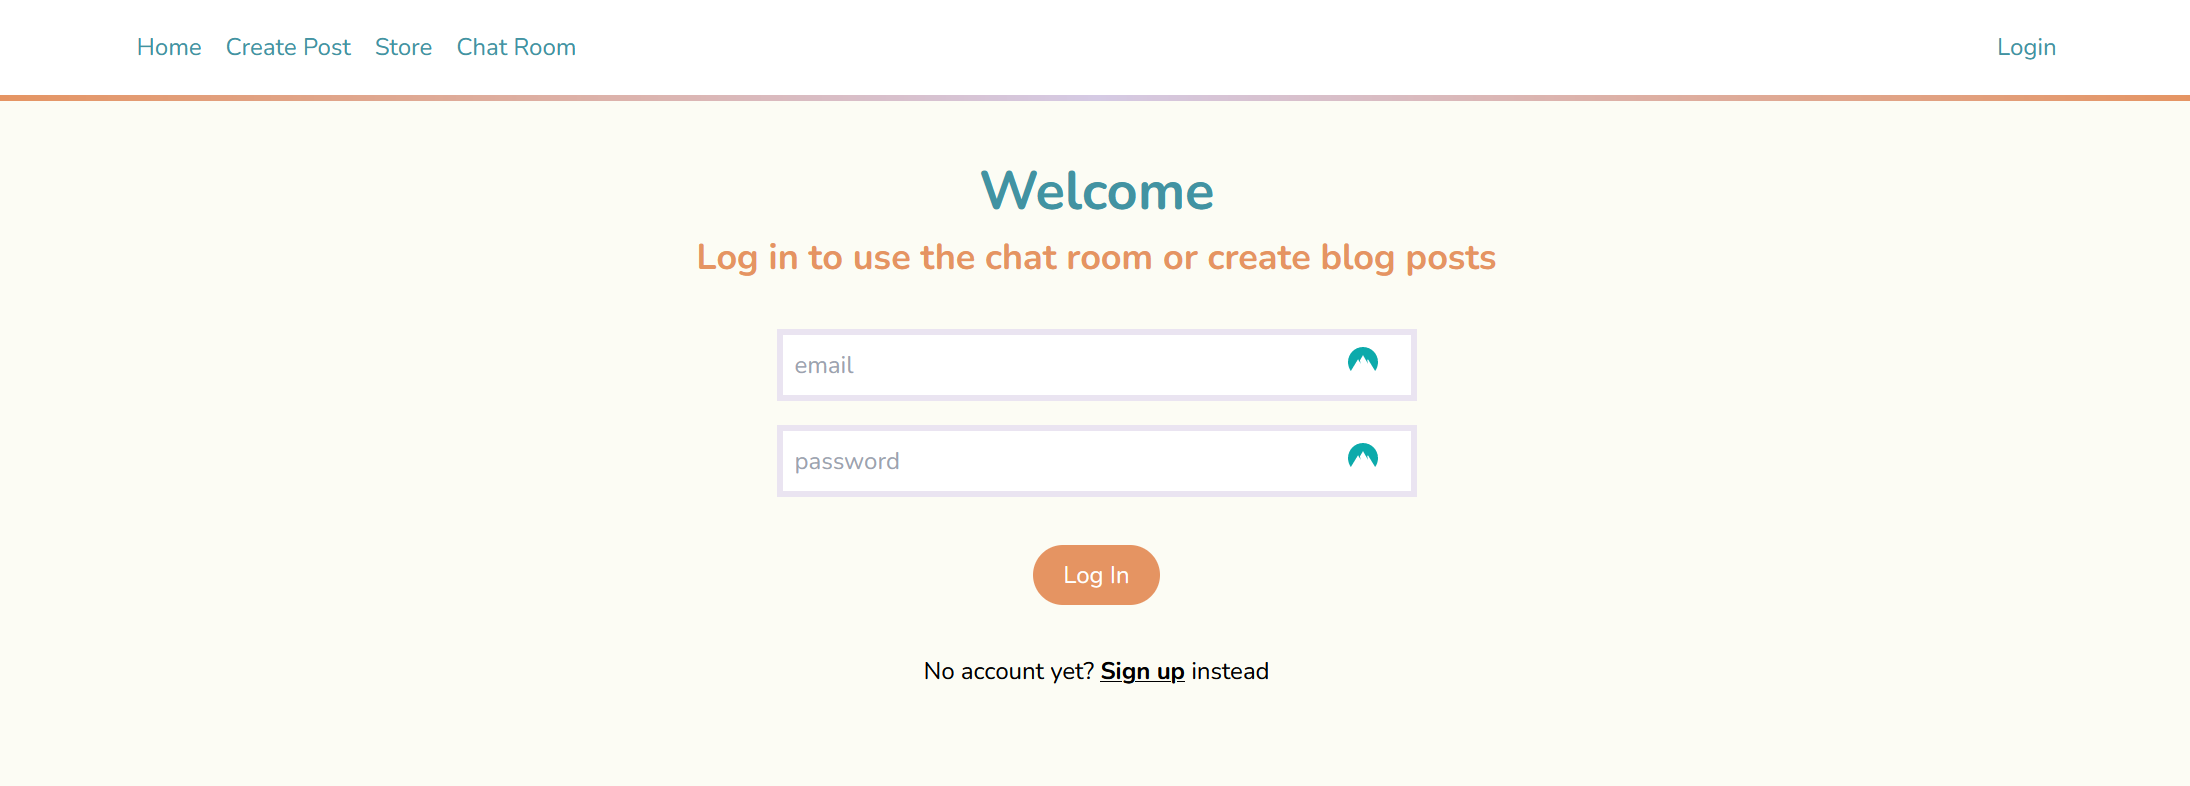 Home Create Post Store Chat Room Login
Welcome
Log in to use the chat room or create blog posts
email
password
Log In
No account yet? Sign up instead